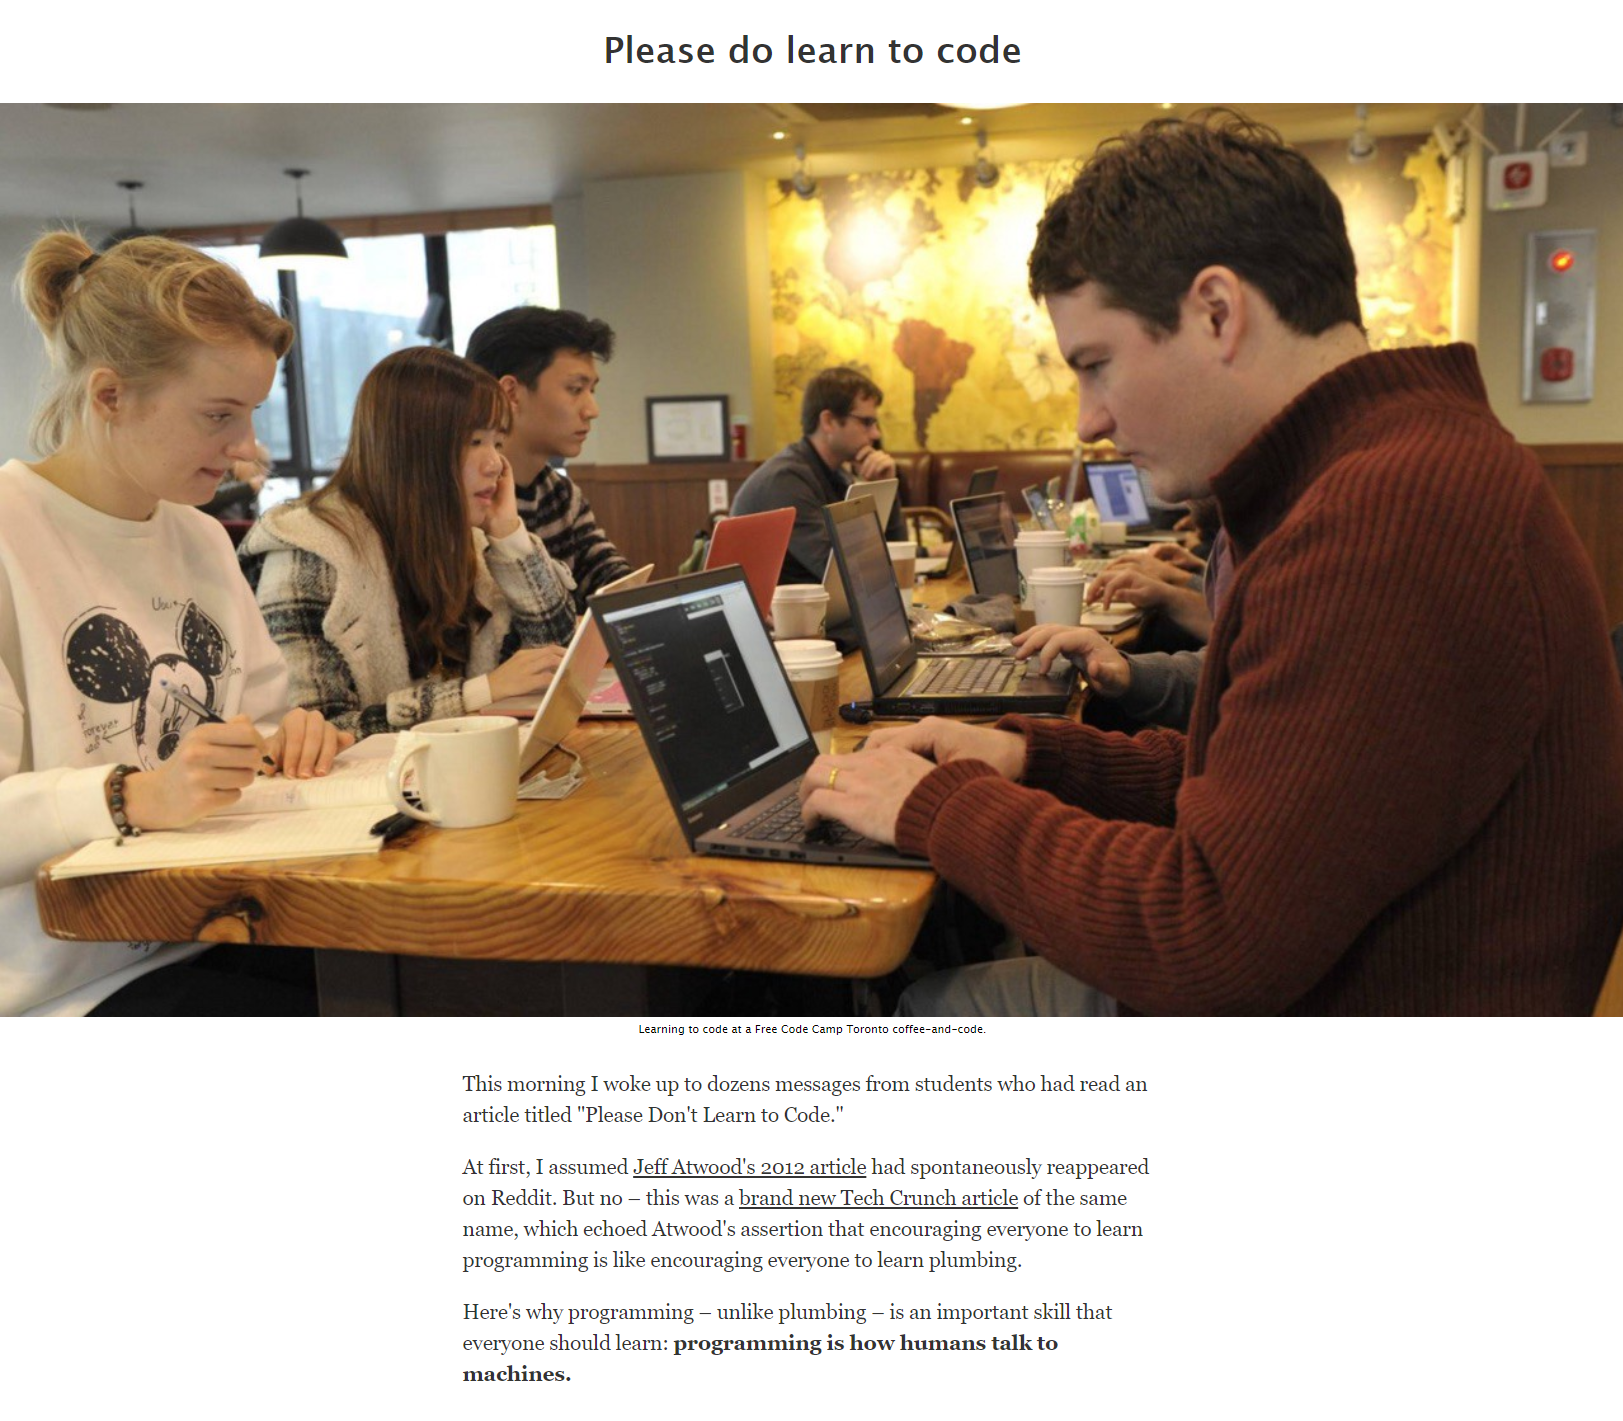 Please do learn to code
forever
Learning to code at a Free Code Camp Toronto coffee-and-code.
This morning I woke up to dozens messages from students who had read an
article titled "Please Don't Learn to Code."
At first, I assumed Jeff Atwood's 2012 article had spontaneously reappeared
on Reddit. But no – this was a brand new Tech Crunch article of the same
name, which echoed Atwood's assertion that encouraging everyone to learn
programming is like encouraging everyone to learn plumbing.
Here's why programming – unlike plumbing – is an important skill that
everyone should learn: programming is how humans talk to
machines.